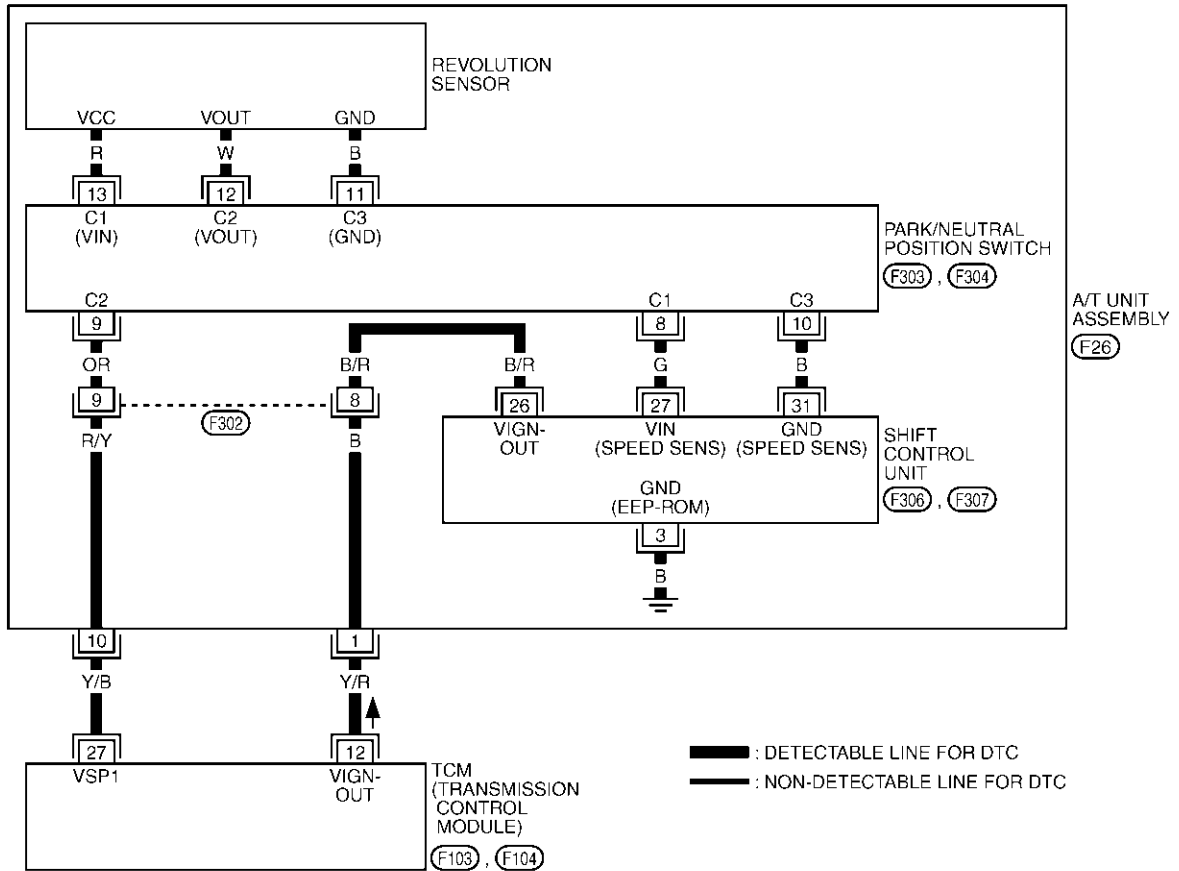 REVOLUTION
SENSOR
VCC VOUT GND
R W B
13 12 11
C1 C2 C3
(VIN) (VOUT) (GND)
PARK/NEUTRAL
POSITION SWITCH
F303 , F304
C2 C1 C3
9 8 10
A/T UNIT
ASSEMBLY
F26
OR B/R B/R G B
9 8 26 27 31
F302
R/Y B
VIGN- VIN GND
OUT (SPEED SENS) (SPEED SENS)
SHIFT
CONTROL
UNIT
F306 , F307
GND
(EEP-ROM)
3
B
10 1
Y/B Y/R
27 12
VSP1 VIGN-
OUT
TCM
(TRANSMISSION
CONTROL
MODULE)
F103 , F104
: DETECTABLE LINE FOR DTC
: NON-DETECTABLE LINE FOR DTC